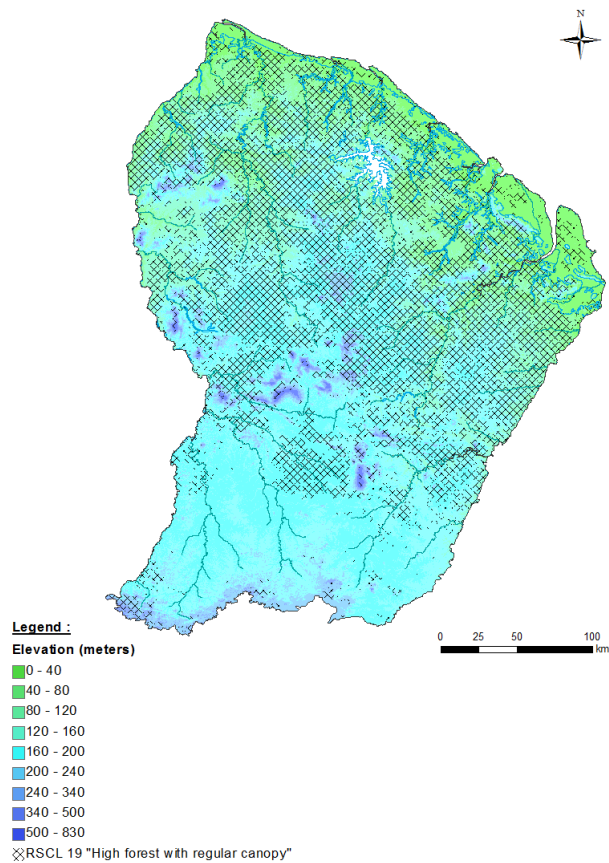 N
Legend :
Elevation (meters)
0 25 50 100
km
0 - 40
40 - 80
80 - 120
120 - 160
160 - 200
200 - 240
240 - 340
340 - 500
500 - 830
RSCL 19 "High forest with regular canopy"